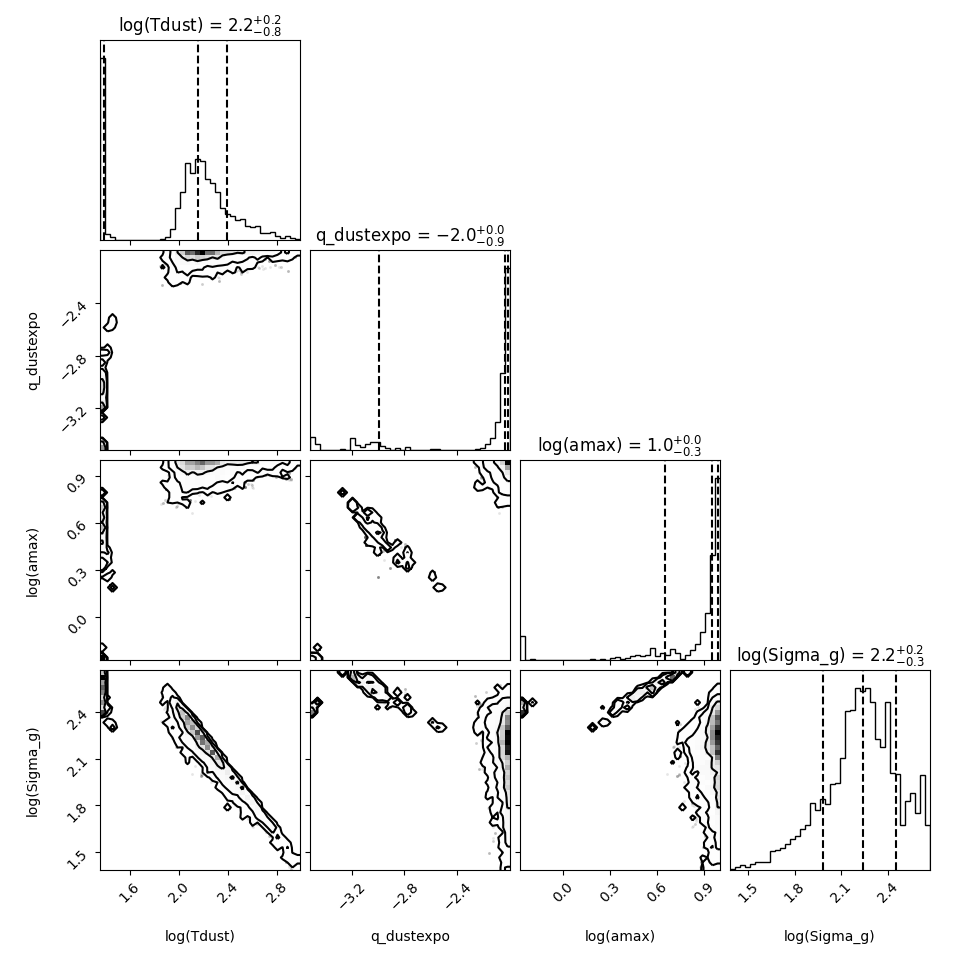 log(Tdust) = 2.2+0.2−0.8
q_dustexpo = −2.0+0.0−0.9
−2.4
−2.8
−3.2
q_dustexpo
log(amax) = 1.0+0.0−0.3
0.9
0.6
0.3
0.0
log(amax)
log(Sigma_g) = 2.2+0.2−0.3
2.4
2.1
1.8
1.5
log(Sigma_g)
1.6 2.0 2.4 2.8
−3.2 −2.8 −2.4
0.0 0.3 0.6 0.9
1.5 1.8 2.1 2.4
log(Tdust) q_dustexpo log(amax) log(Sigma_g)